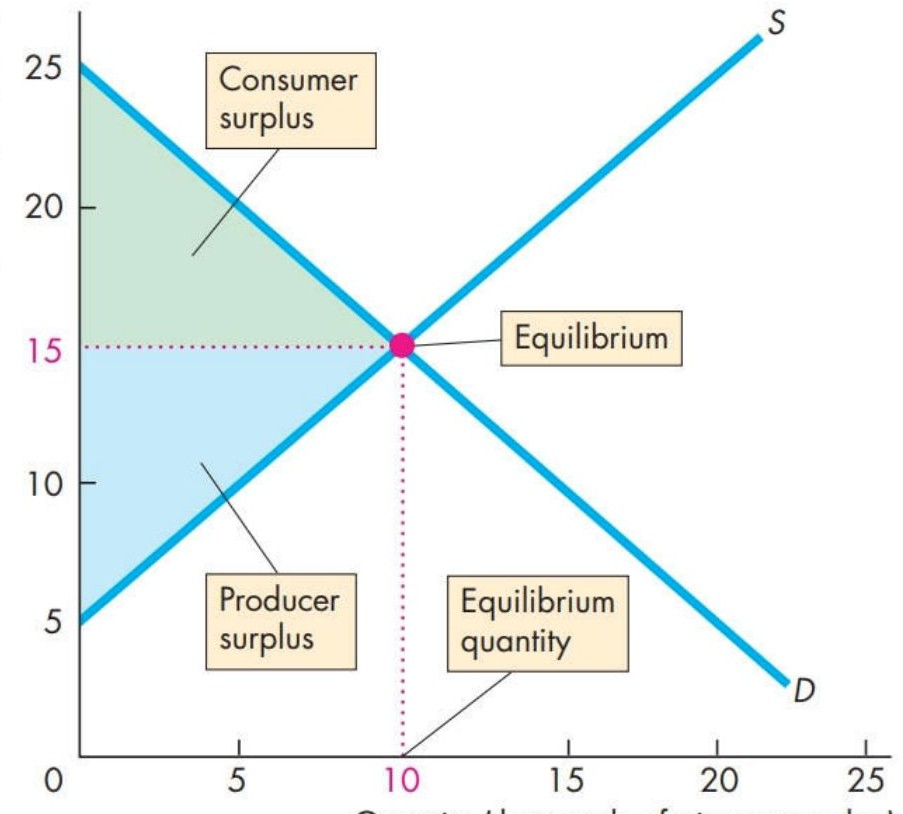 S
25
Consumer
surplus
20
15
Equilibrium
10
Producer
surplus
Equilibrium
quantity
5
D
0 5 10 15 20 25